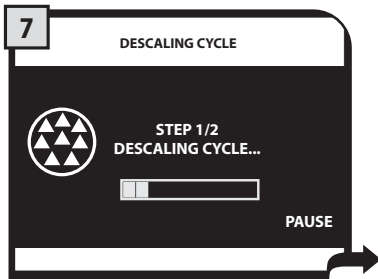 7
DESCALING CYCLE
STEP 1/2
DESCALING CYCLE...
PAUSE